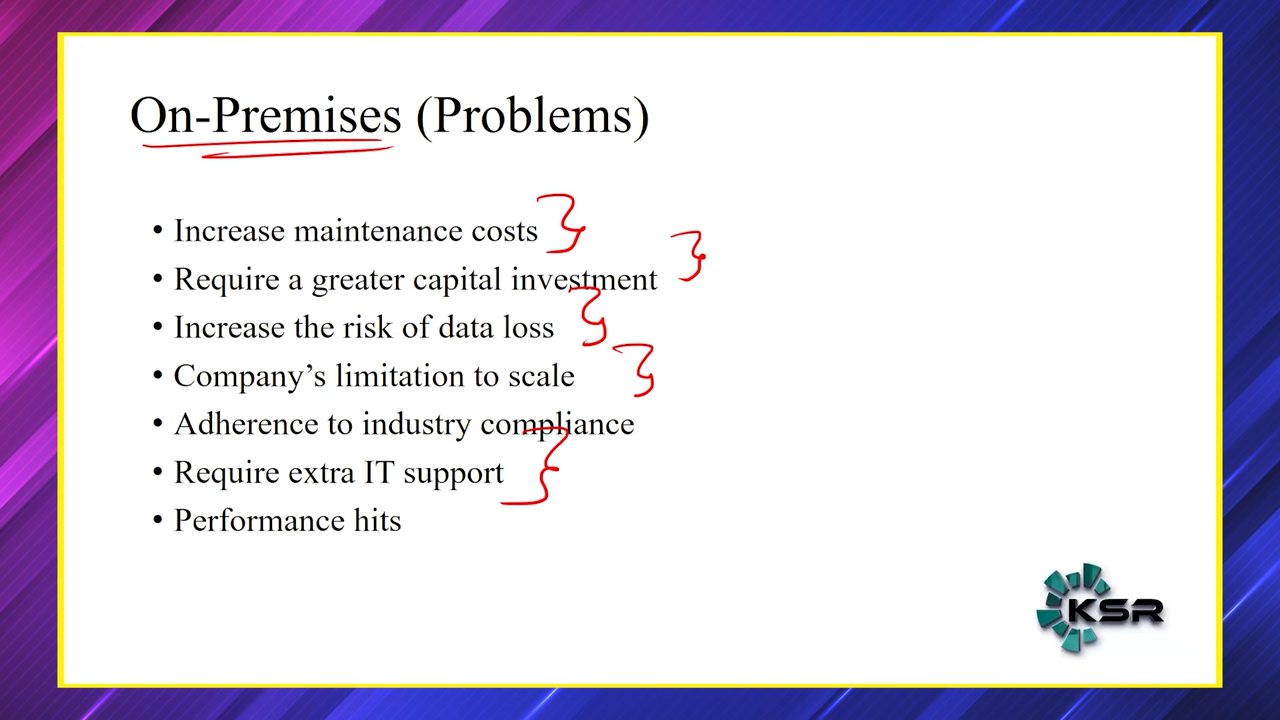 On-Premises (Problems)
• Increase maintenance costs
• Require a greater capital investment
• Increase the risk of data loss
• Company’s limitation to scale
• Adherence to industry compliance
• Require extra IT support
• Performance hits
KSR